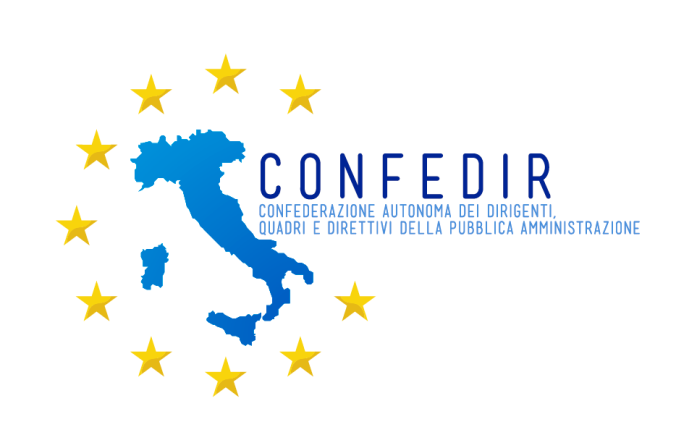 CONFEDIR
CONFEDERAZIONE AUTONOMA DEI DIRIGENTI,
QUADRI E DIRETTIVI DELLA PUBBLICA AMMINISTRAZIONE